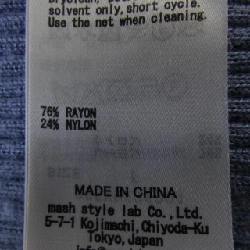 solvent only,short cycle.
Use the net when cleaning.
76% RAYON
24% NYLON
MADE IN CHINA
mash style lab Co.,Ltd.
5-7-1 Kojimachi,Chiyoda-Ku
Tokyo,Japan